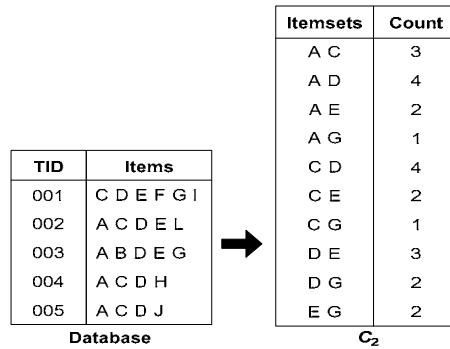 TID Items
001 C D E F G I
002 A C D E L
003 A B D E G
004 A C D H
005 A C D J
Database
Itemsets Count
A C 3
A D 4
A E 2
A G 1
C D 4
C E 2
C G 1
D E 3
D G 2
E G 2
C2